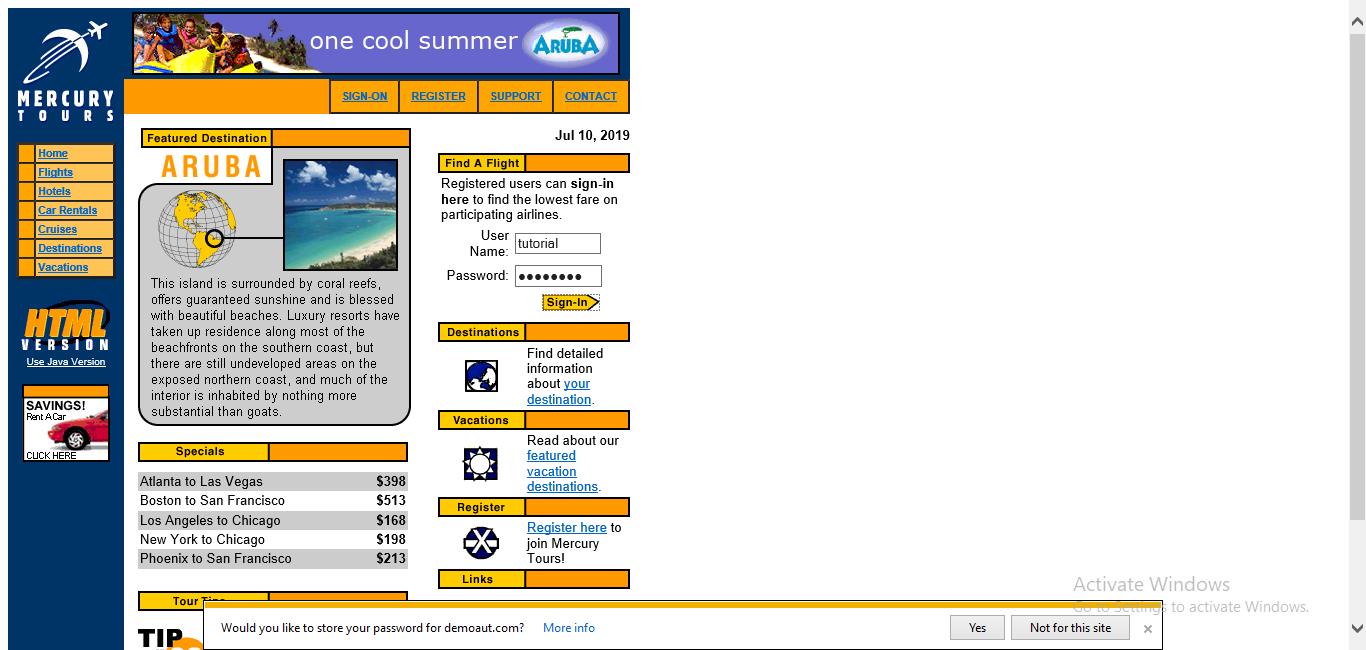 one cool summer
ARUBA
MERCURY
TOURS
SIGN-ON
REGISTER
SUPPORT
CONTACT
Home
Flights
Hotels
Car Rentals
Cruises
Destinations
Vacations
HTML
VERSION
Use Java Version
SAVINGS!
Rent A Car
CLICK HERE
Featured Destination
ARUBA
This island is surrounded by coral reefs,
offers guaranteed sunshine and is blessed
with beautiful beaches. Luxury resorts have
taken up residence along most of the
beachfronts on the southern coast, but
there are still undeveloped areas on the
exposed northern coast, and much of the
interior is inhabited by nothing more
substantial than goats.
Specials
Atlanta to Las Vegas $398
Boston to San Francisco $513
Los Angeles to Chicago $168
New York to Chicago $198
Phoenix to San Francisco $213
Tour Tips
TIP
Jul 10, 2019
Find A Flight
Registered users can sign-in
here to find the lowest fare on
participating airlines.
User
Name: tutorial
Password: ●●●●●●●●
Sign-In
Destinations
Find detailed
information
about your
destination.
Vacations
Read about our
featured
vacation
destinations.
Register
Register here to
join Mercury
Tours!
Links
Activate Windows
Go to Settings to activate Windows.
Would you like to store your password for demoaut.com? More info
Yes
Not for this site
×